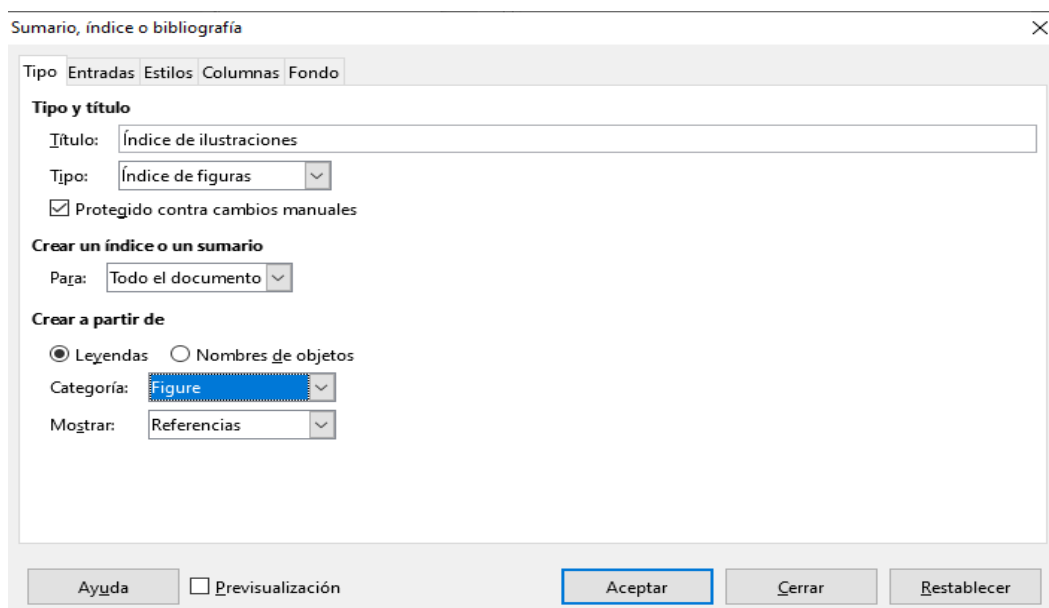 Sumario, índice o bibliografía
Tipo Entradas Estilos Columnas Fondo
Tipo y título
Título: Índice de ilustraciones
Tipo: Índice de figuras
Protegido contra cambios manuales
Crear un índice o un sumario
Para: Todo el documento
Crear a partir de
Leyendas Nombres de objetos
Categoría: Figure
Mostrar: Referencias
Ayuda Previsualización Aceptar Cerrar Restablecer